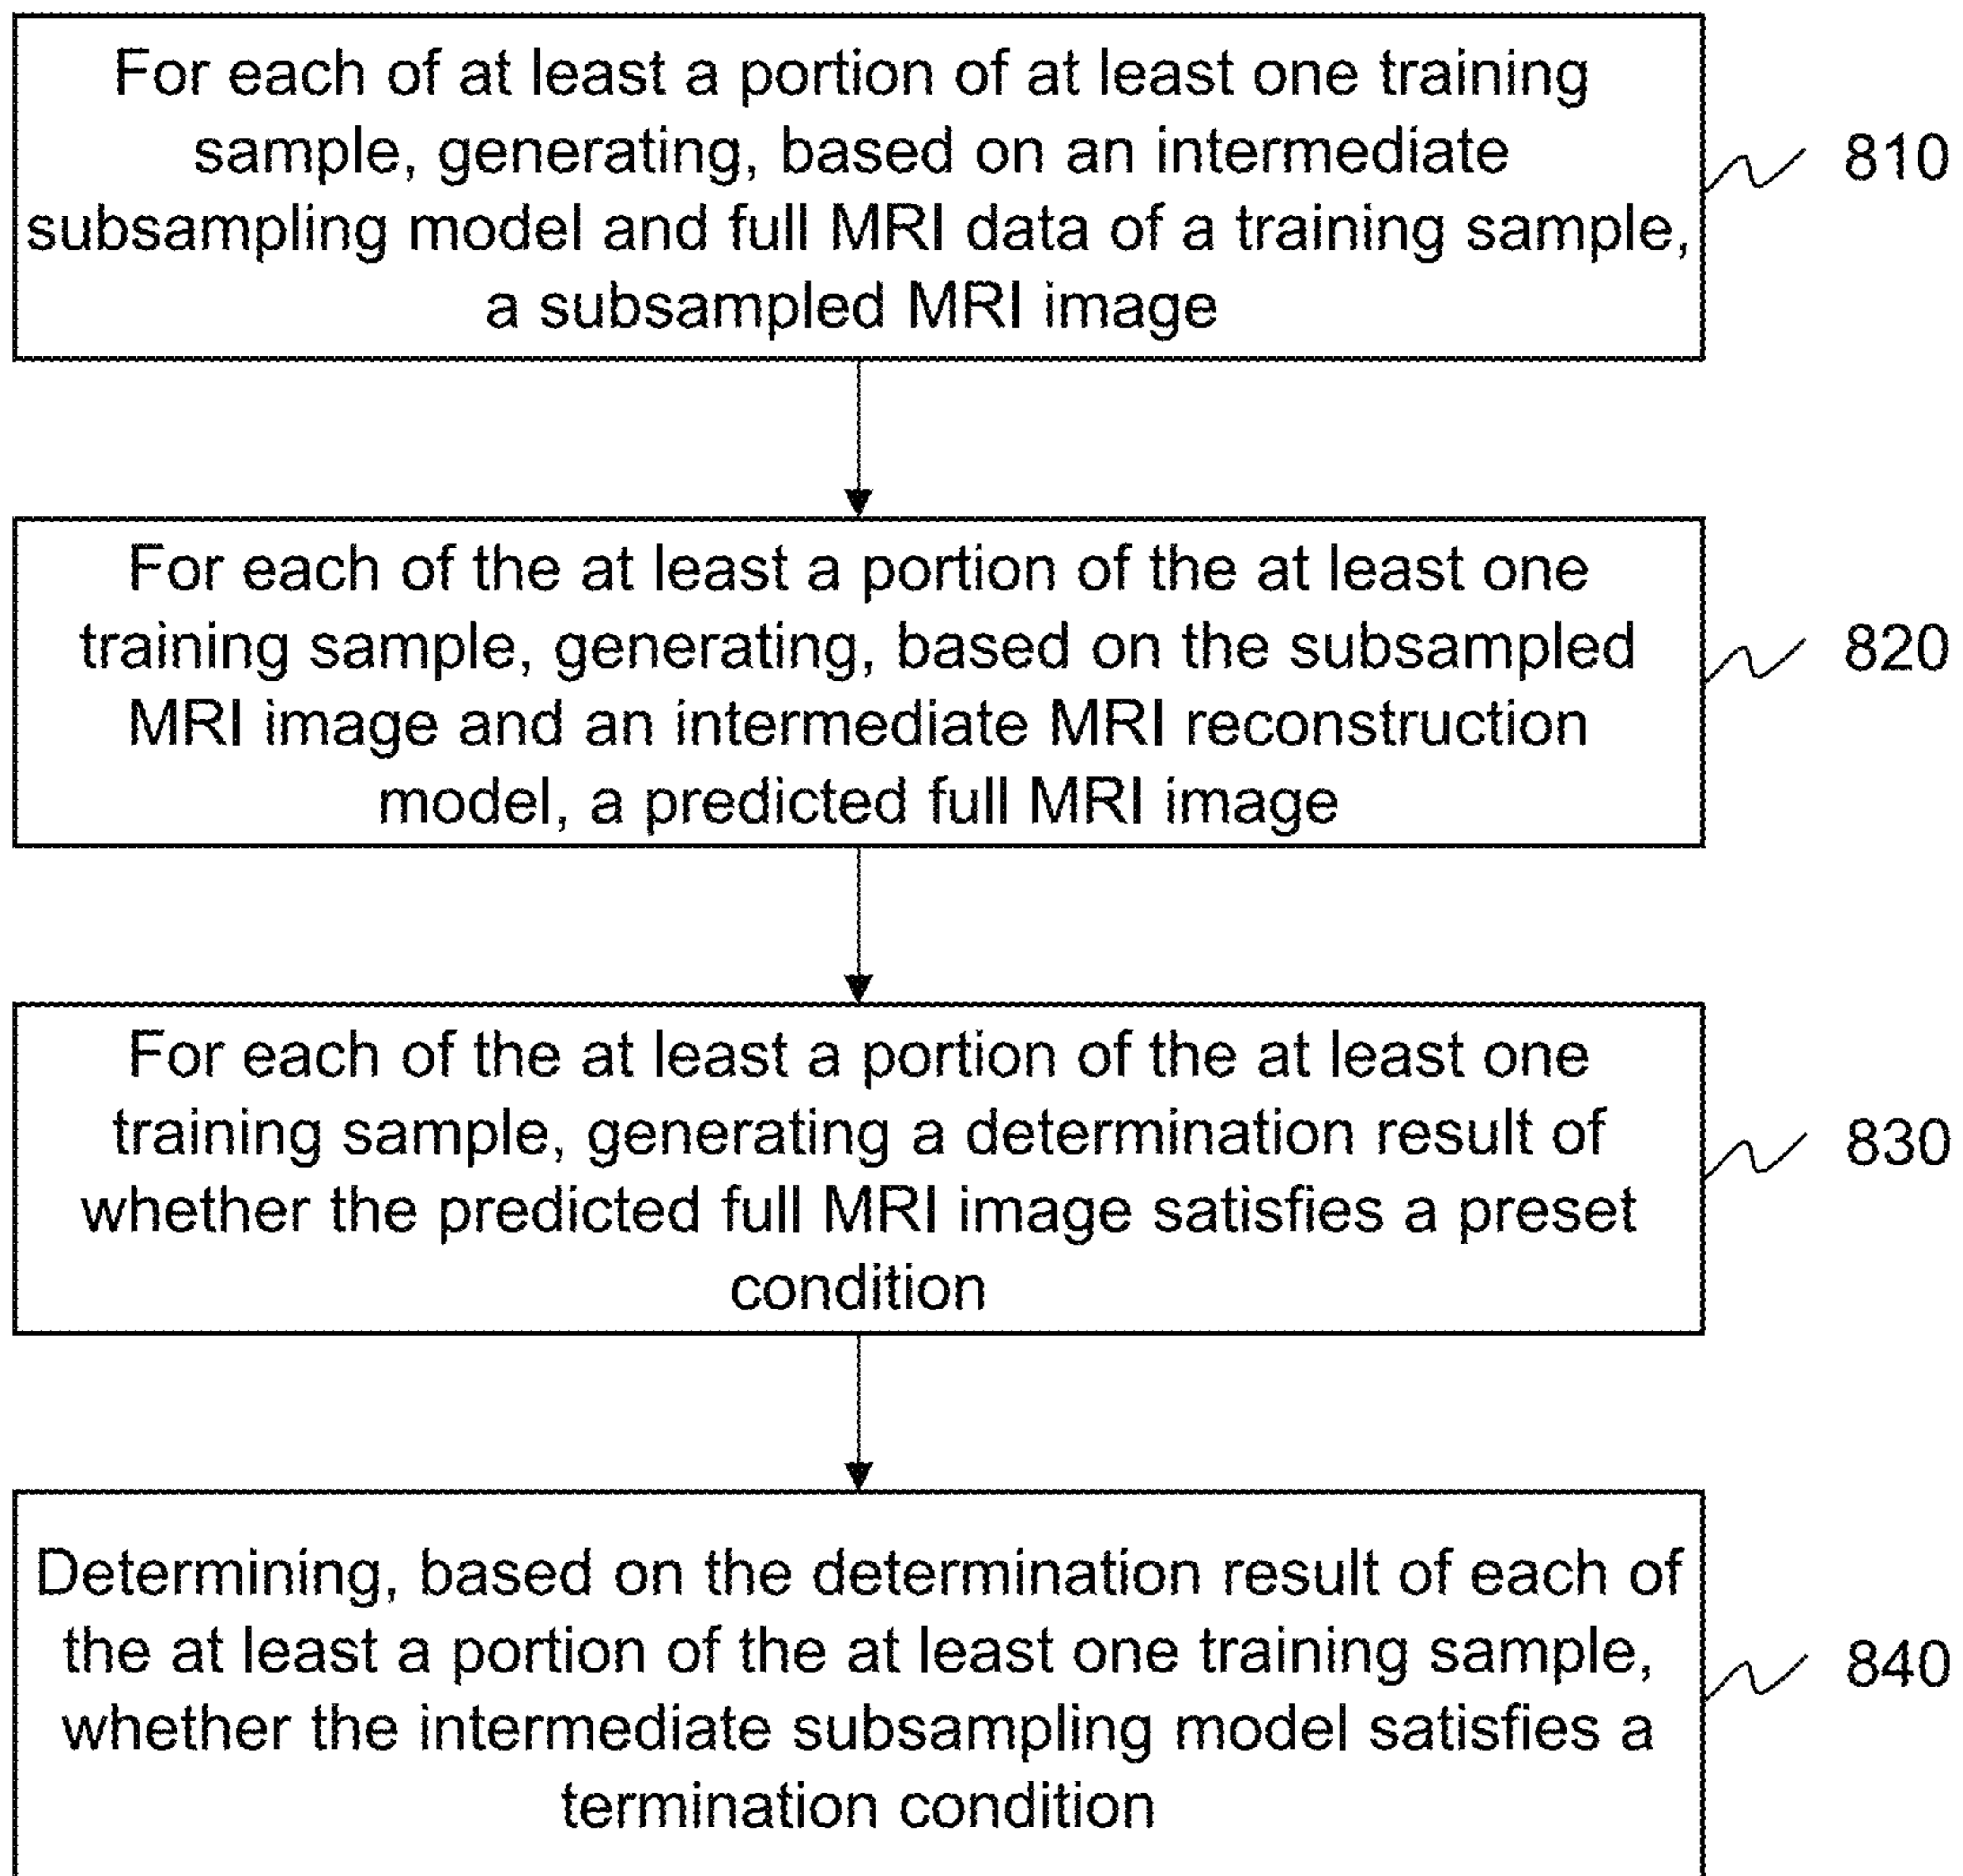 For each of at least a portion of at least one training
sample, generating, based on an intermediate
subsampling model and full MRI data of a training sample,
a subsampled MRI image
810
For each of the at least a portion of the at least one
training sample, generating, based on the subsampled
MRI image and an intermediate MRI reconstruction
model, a predicted full MRI image
820
For each of the at least a portion of the at least one
training sample, generating a determination result of
whether the predicted full MRI image satisfies a preset
condition
830
Determining, based on the determination result of each of
the at least a portion of the at least one training sample,
whether the intermediate subsampling model satisfies a
termination condition
840